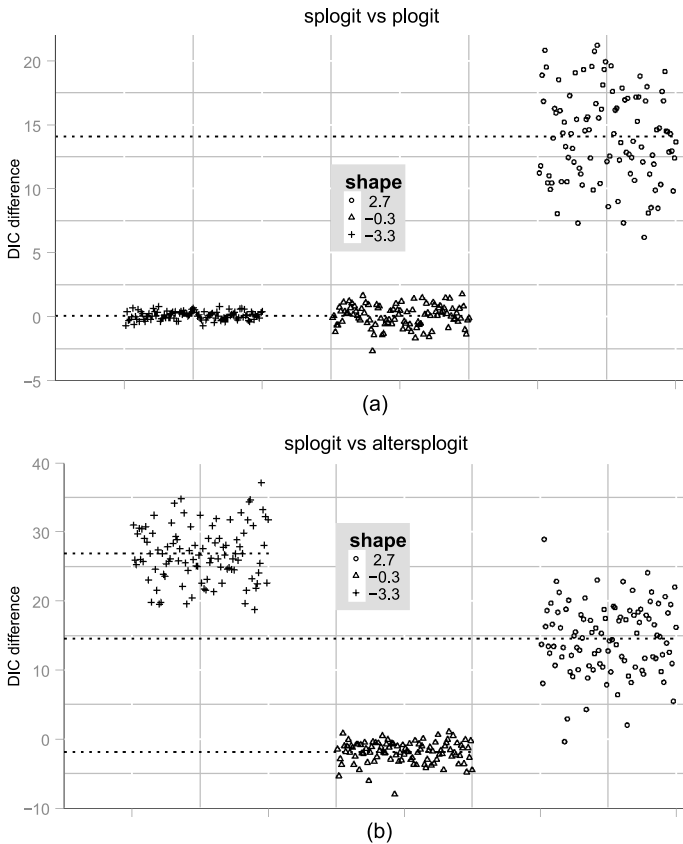 splogit vs plogit
20
15
10
5
0
−5
DIC difference
shape
2.7
−0.3
−3.3
(a)
splogit vs altersplogit
40
30
20
10
0
−10
DIC difference
shape
2.7
−0.3
−3.3
(b)